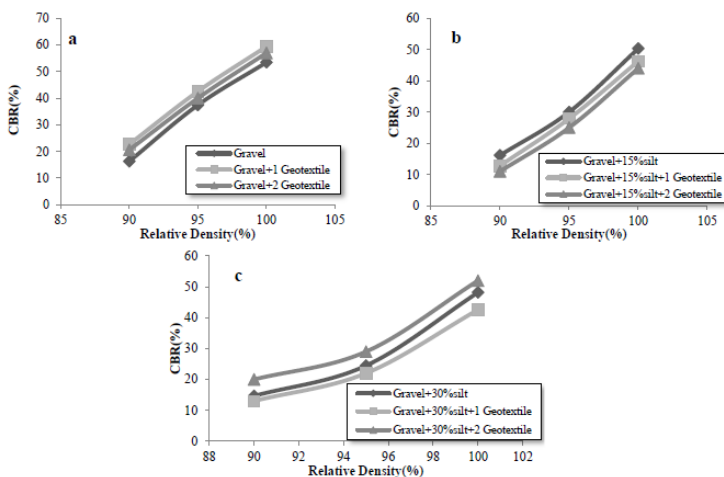 a
CBR(%)
70
60
50
40
30
20
10
0
85
90
95
100
105
Relative Density(%)
Gravel
Gravel+1 Geotextile
Gravel+2 Geotextile
b
CBR(%)
60
50
40
30
20
10
0
85
90
95
100
105
Relative Density(%)
Gravel+15%silt
Gravel+15%silt+1 Geotextile
Gravel+15%silt+2 Geotextile
c
CBR(%)
60
50
40
30
20
10
0
88
90
92
94
96
98
100
102
Relative Density(%)
Gravel+30%silt
Gravel+30%silt+1 Geotextile
Gravel+30%silt+2 Geotextile